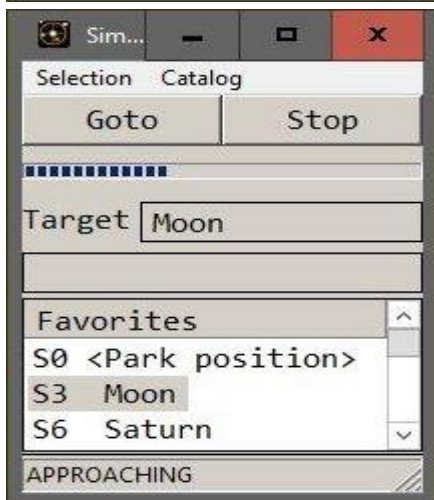 Sim...
Selection Catalog
Goto Stop
Target Moon
Favorites
S0 <Park position>
S3 Moon
S6 Saturn
APPROACHING